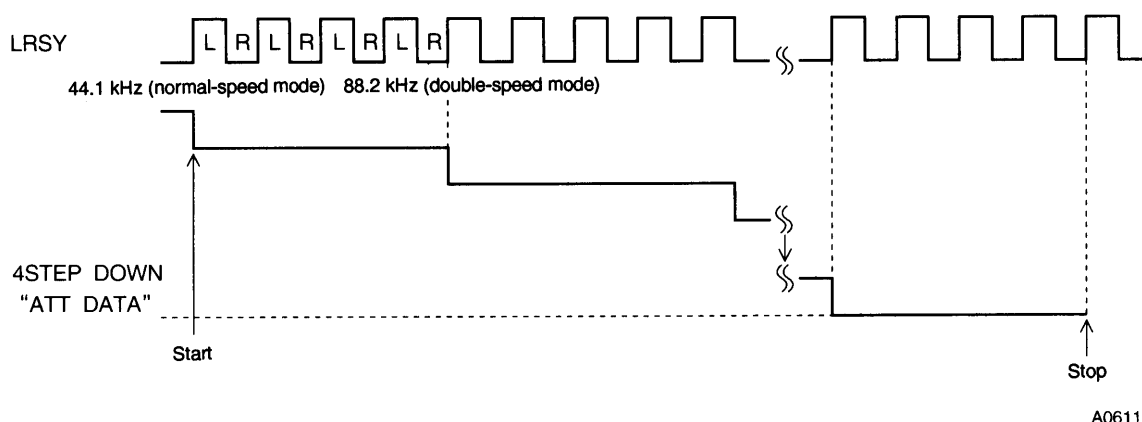 LRSY
L R L R L R L R
44.1 kHz (normal-speed mode) 88.2 kHz (double-speed mode)
4STEP DOWN
“ATT DATA”
Start
Stop
A0611